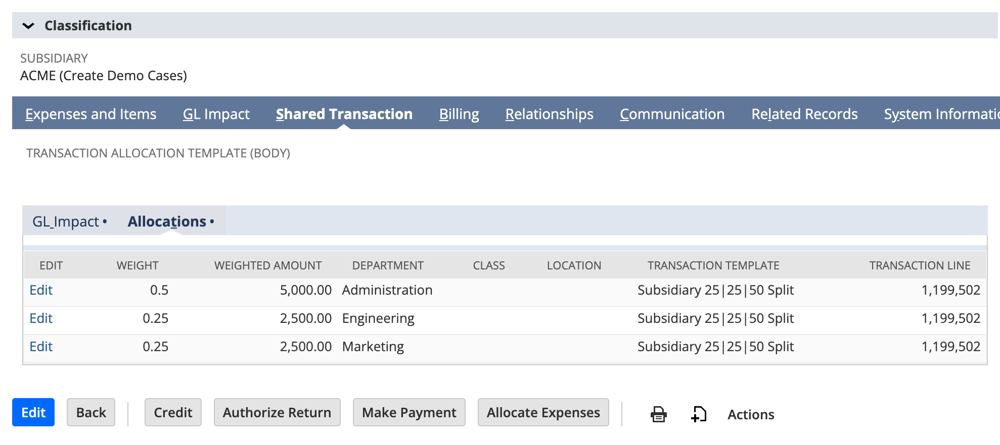 Classification
SUBSIDIARY
ACME (Create Demo Cases)
Expenses and Items GL Impact Shared Transaction Billing Relationships Communication Related Records System Informatic
TRANSACTION ALLOCATION TEMPLATE (BODY)
GL Impact • Allocations •
EDIT WEIGHT WEIGHTED AMOUNT DEPARTMENT CLASS LOCATION TRANSACTION TEMPLATE TRANSACTION LINE
Edit 0.5 5,000.00 Administration Subsidiary 25|25|50 Split 1,199,502
Edit 0.25 2,500.00 Engineering Subsidiary 25|25|50 Split 1,199,502
Edit 0.25 2,500.00 Marketing Subsidiary 25|25|50 Split 1,199,502
Edit Back Credit Authorize Return Make Payment Allocate Expenses Actions